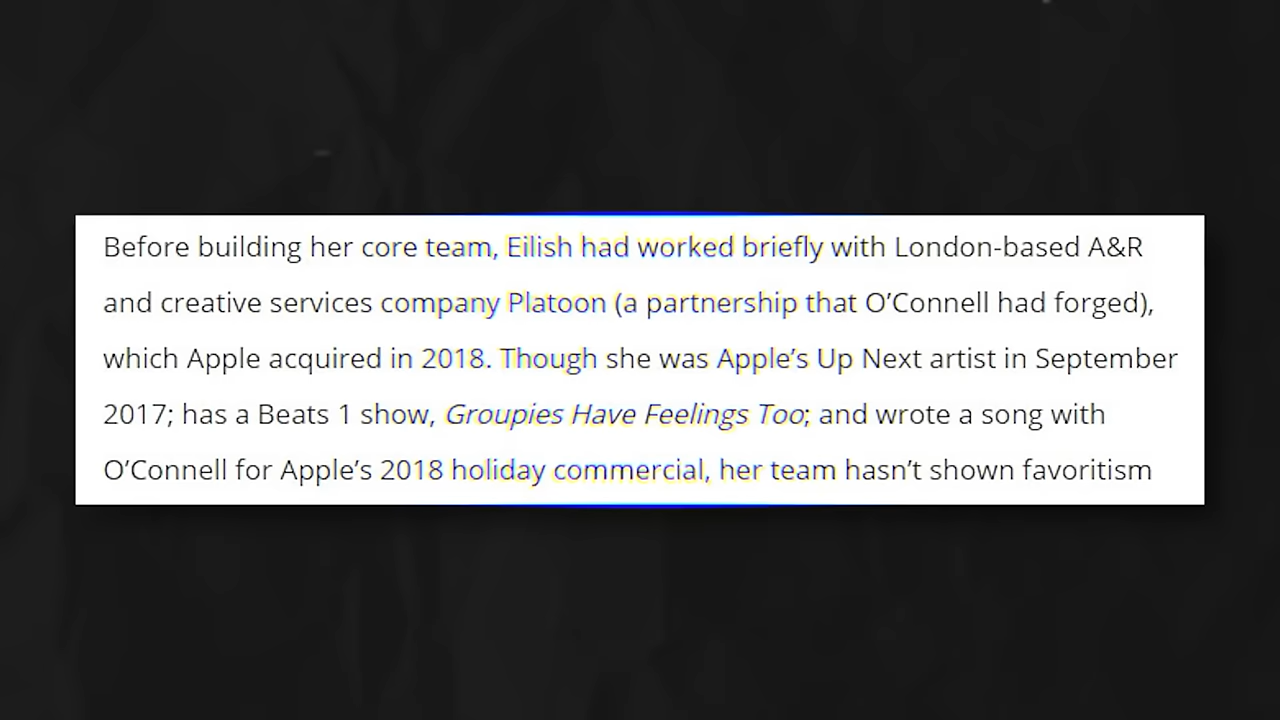 Before building her core team, Eilish had worked briefly with London-based A&R
and creative services company Platoon (a partnership that O’Connell had forged),
which Apple acquired in 2018. Though she was Apple’s Up Next artist in September
2017; has a Beats 1 show, Groupies Have Feelings Too; and wrote a song with
O’Connell for Apple’s 2018 holiday commercial, her team hasn’t shown favoritism